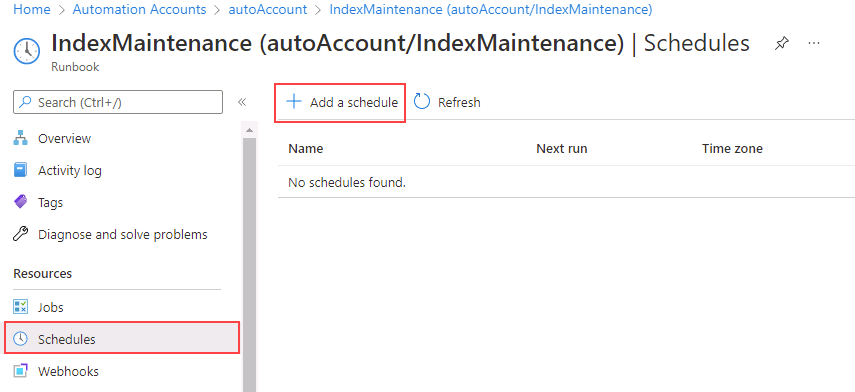 Home > Automation Accounts > autoAccount > IndexMaintenance (autoAccount/IndexMaintenance)
IndexMaintenance (autoAccount/IndexMaintenance) | Schedules
Runbook
Search (Ctrl+/)
Add a schedule
Refresh
Overview
Activity log
Tags
Diagnose and solve problems
Resources
Jobs
Schedules
Webhooks
Name Next run Time zone
No schedules found.